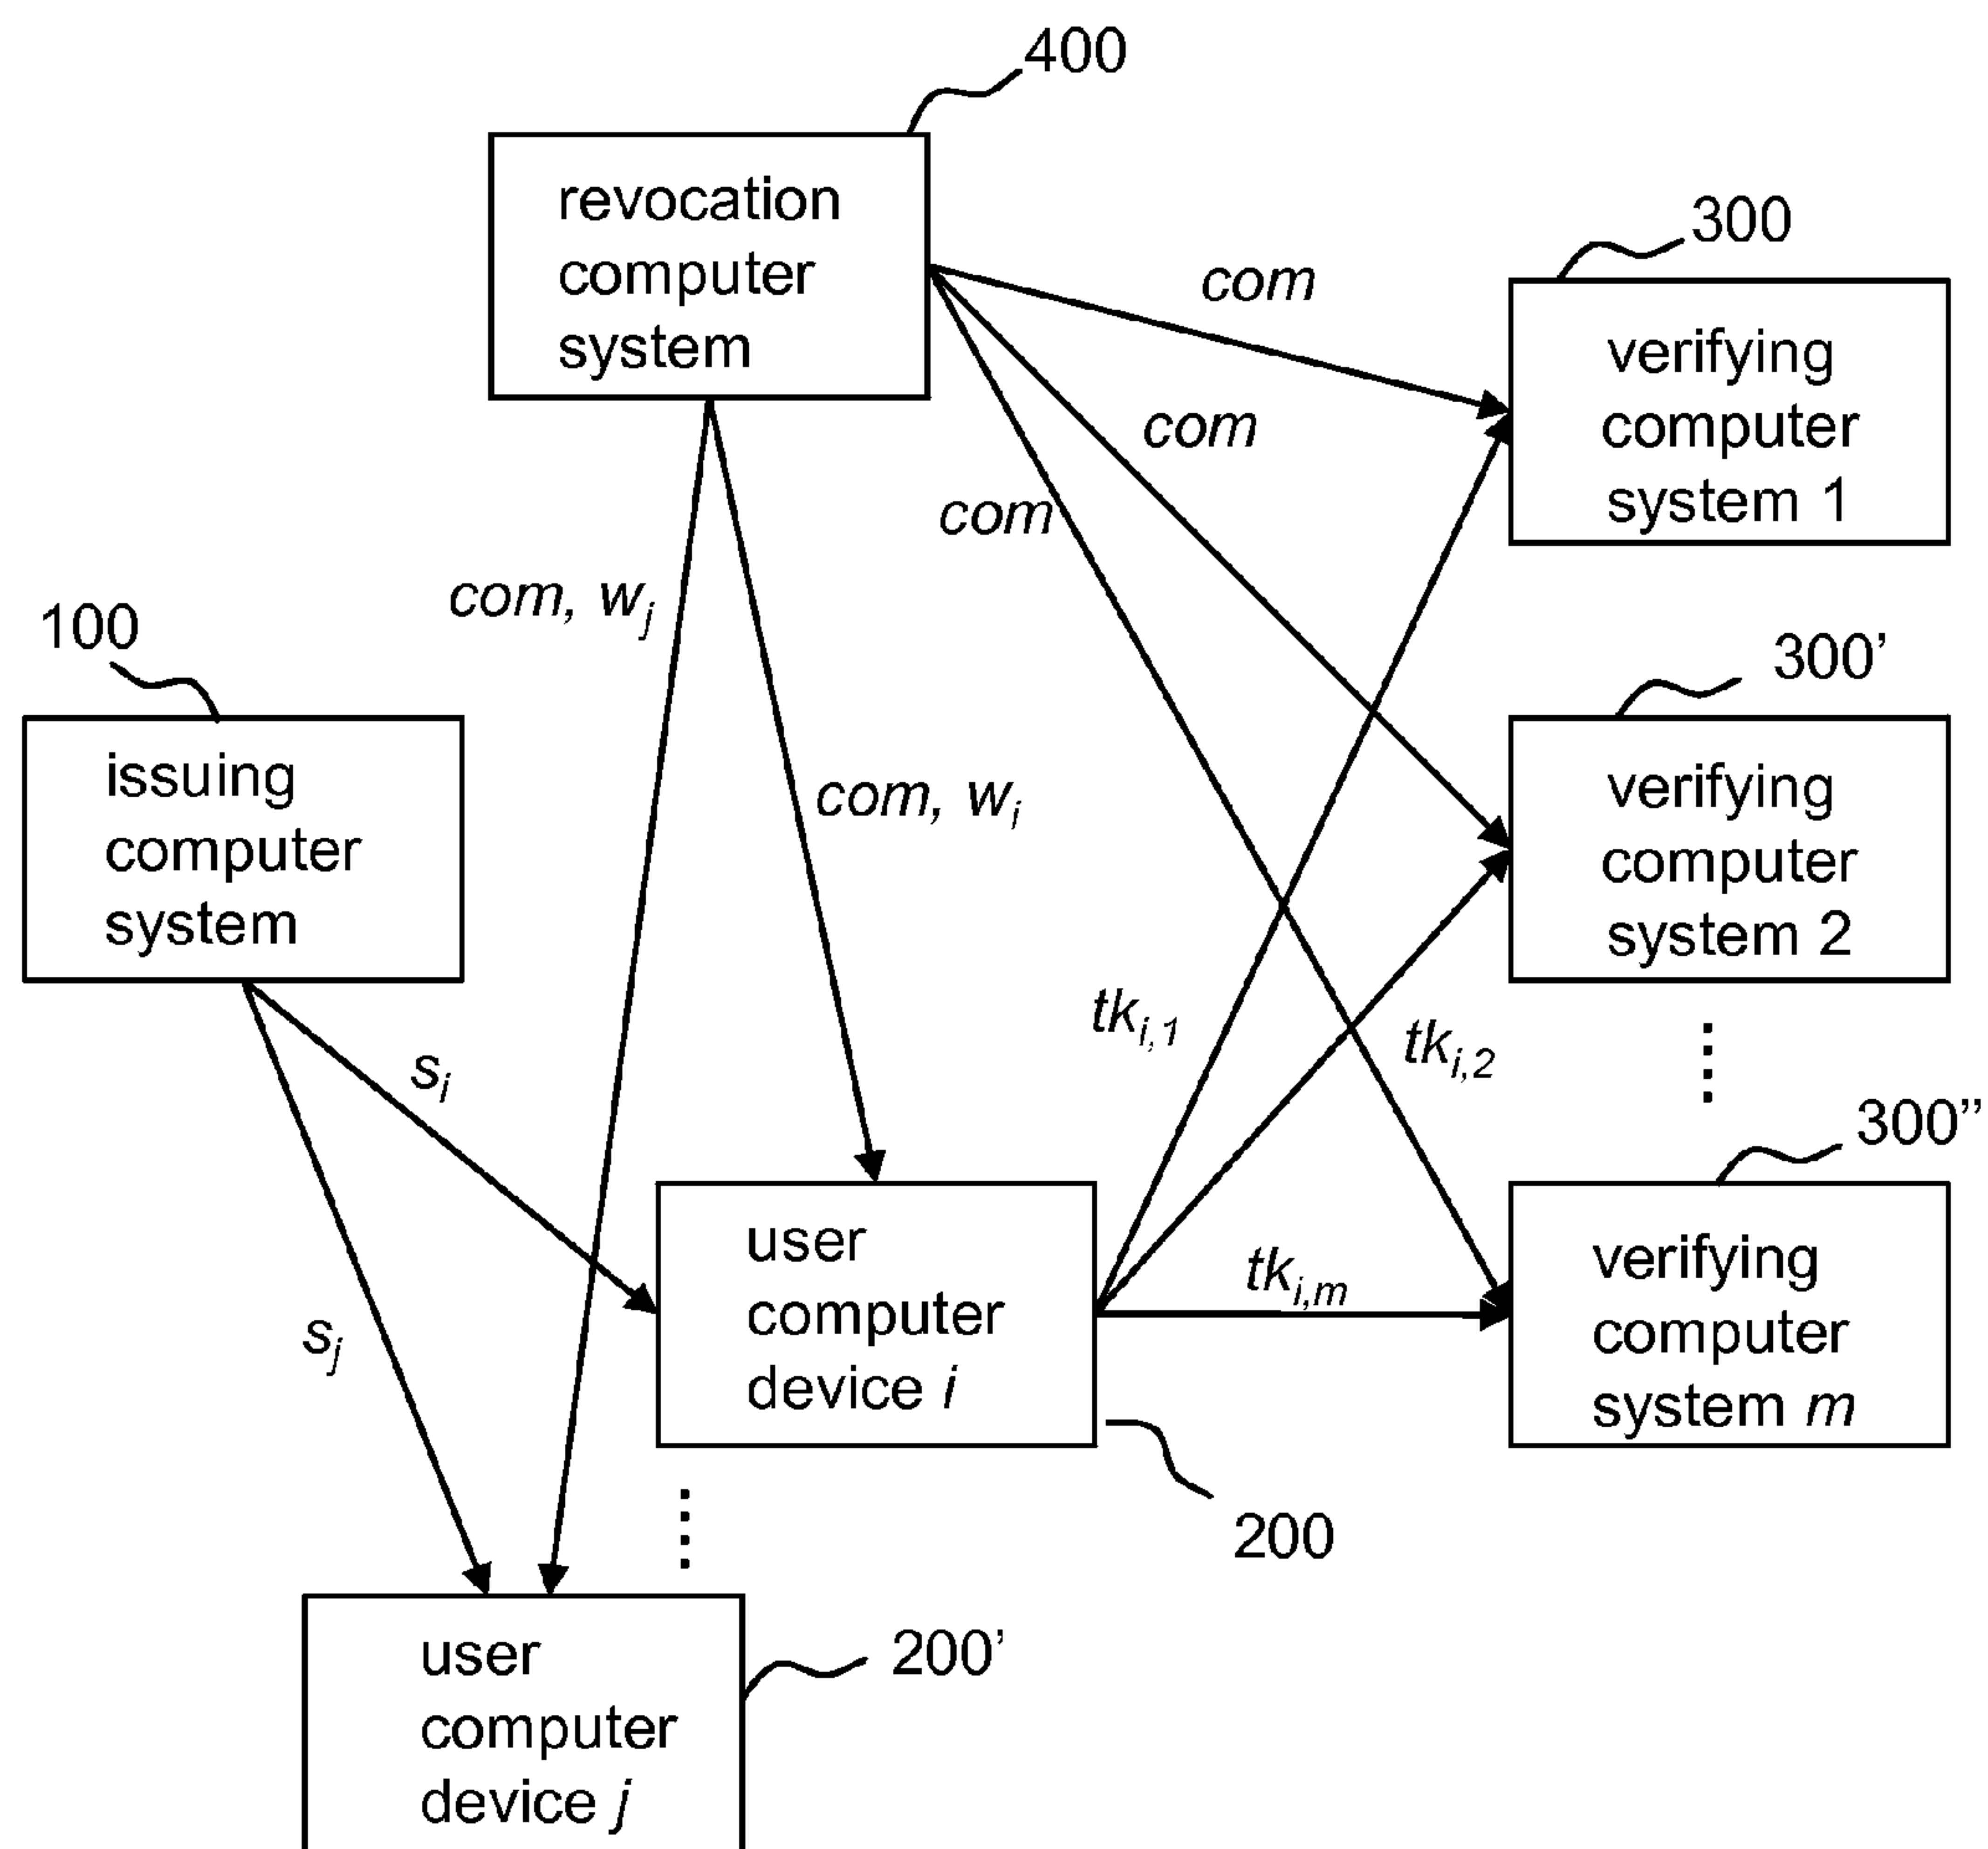 400
revocation
computer
system
300
com
verifying
computer
system 1
com
com
com, wj
100
300’
issuing
computer
system
com, wi
verifying
computer
system 2
tki,1
tki,2
si
300”
user
computer
device i
tki,m
verifying
computer
system m
sj
200
user
computer
device j
200’